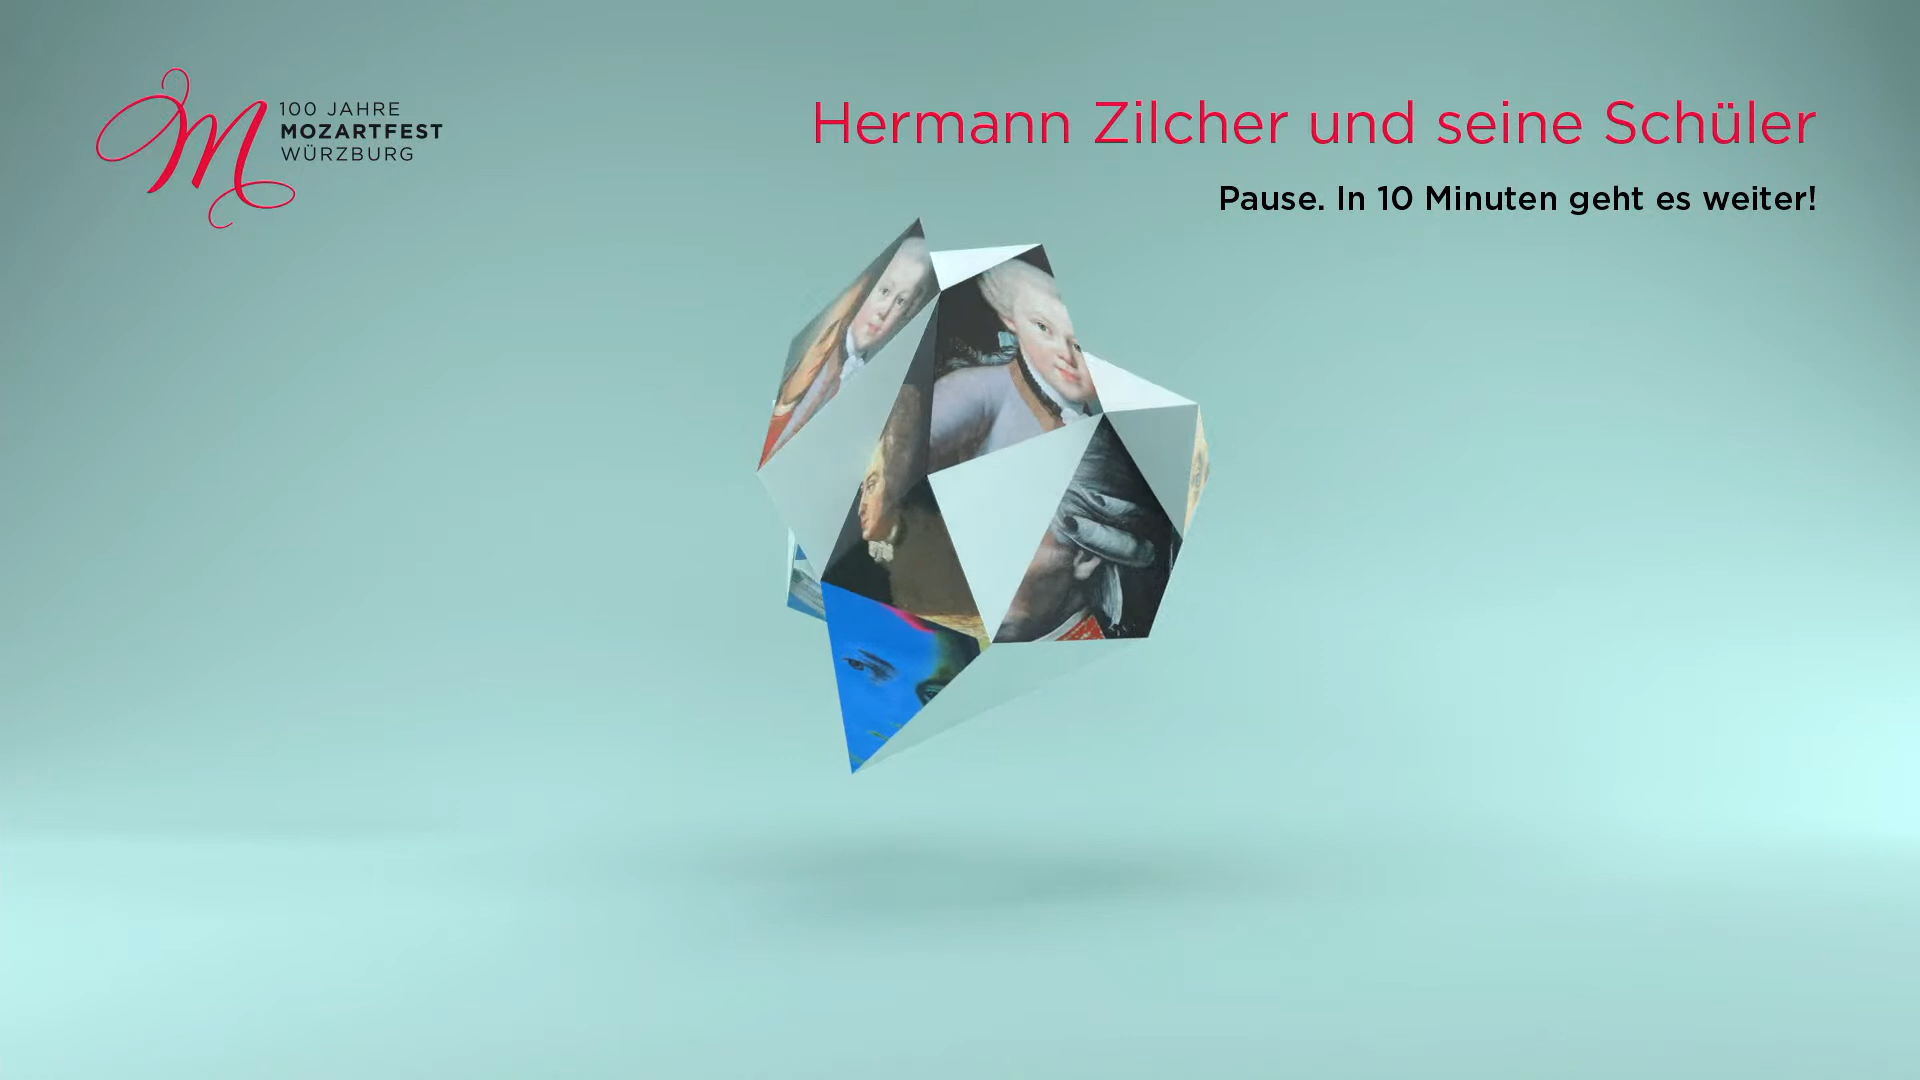 100 JAHRE
MOZARTFEST
WÜRZBURG
Hermann Zilcher und seine Schüler
Pause. In 10 Minuten geht es weiter!